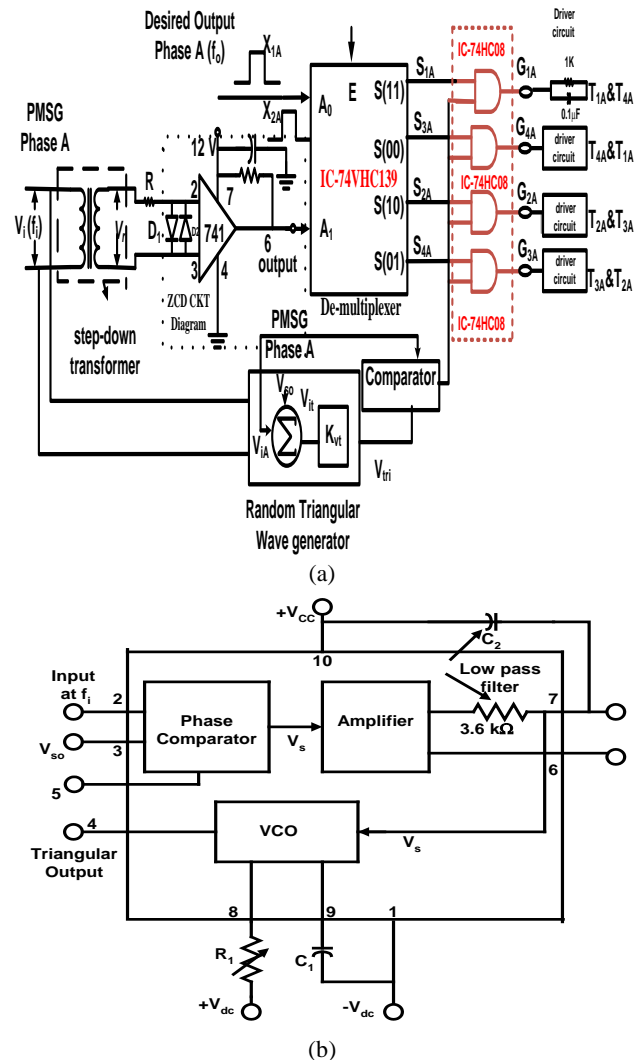 Desired Output
Phase A (fo)
X1A
X2A
PMSG
Phase A
Vi (fi)
Vr
R
D1
D2
12 V
2
7
741
3
4
6
output
ZCD CKT
Diagram
step-down
transformer
E
A0
A1
IC-74VHC139
S(11)
S(00)
S(10)
S(01)
De-multiplexer
S1A
S3A
S2A
S4A
IC-74HC08
IC-74HC08
IC-74HC08
IC-74HC08
G1A
G4A
G2A
G3A
Driver
circuit
1K
0.1μF
T1A&T4A
driver
circuit
T4A&T1A
driver
circuit
T2A&T3A
driver
circuit
T3A&T2A
PMSG
Phase A
Comparator
Vso
Vit
ViA
Σ
Kvt
Vtri
Random Triangular
Wave generator
(a)
+VCC
C2
10
Low pass
filter
Input
at fi
2
Phase
Comparator
Vs
Amplifier
3.6 kΩ
7
Vso
3
6
5
4
VCO
Vs
Triangular
Output
8
9
1
R1
C1
+Vdc
-Vdc
(b)